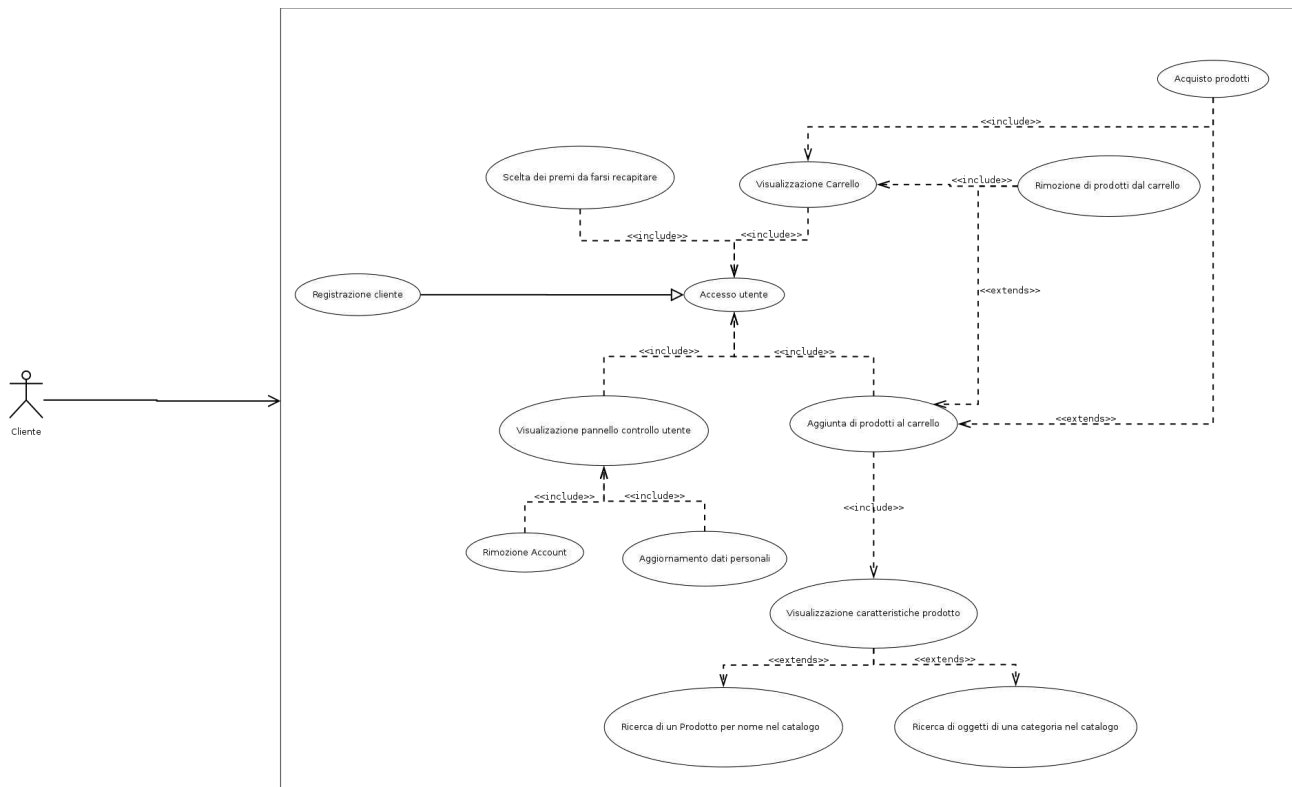 Acquisto prodotti
<<include>>
Scelta dei premi da farsi recapitare
Visualizzazione Carrello
<<include>>
Rimozione di prodotti dal carrello
<<include>>
<<include>>
Registrazione cliente
Accesso utente
<<extends>>
<<include>>
<<include>>
Cliente
Visualizazione pannello controllo utente
Aggiunta di prodotti al carrello
<<extends>>
<<include>>
<<include>>
<<include>>
Rimozione Account
Aggiornamento dati personali
Visualizzazione caratteristiche prodotto
<<extends>>
<<extends>>
Ricerca di un Prodotto per nome nel catalogo
Ricerca di oggetti di una categoria nel catalogo